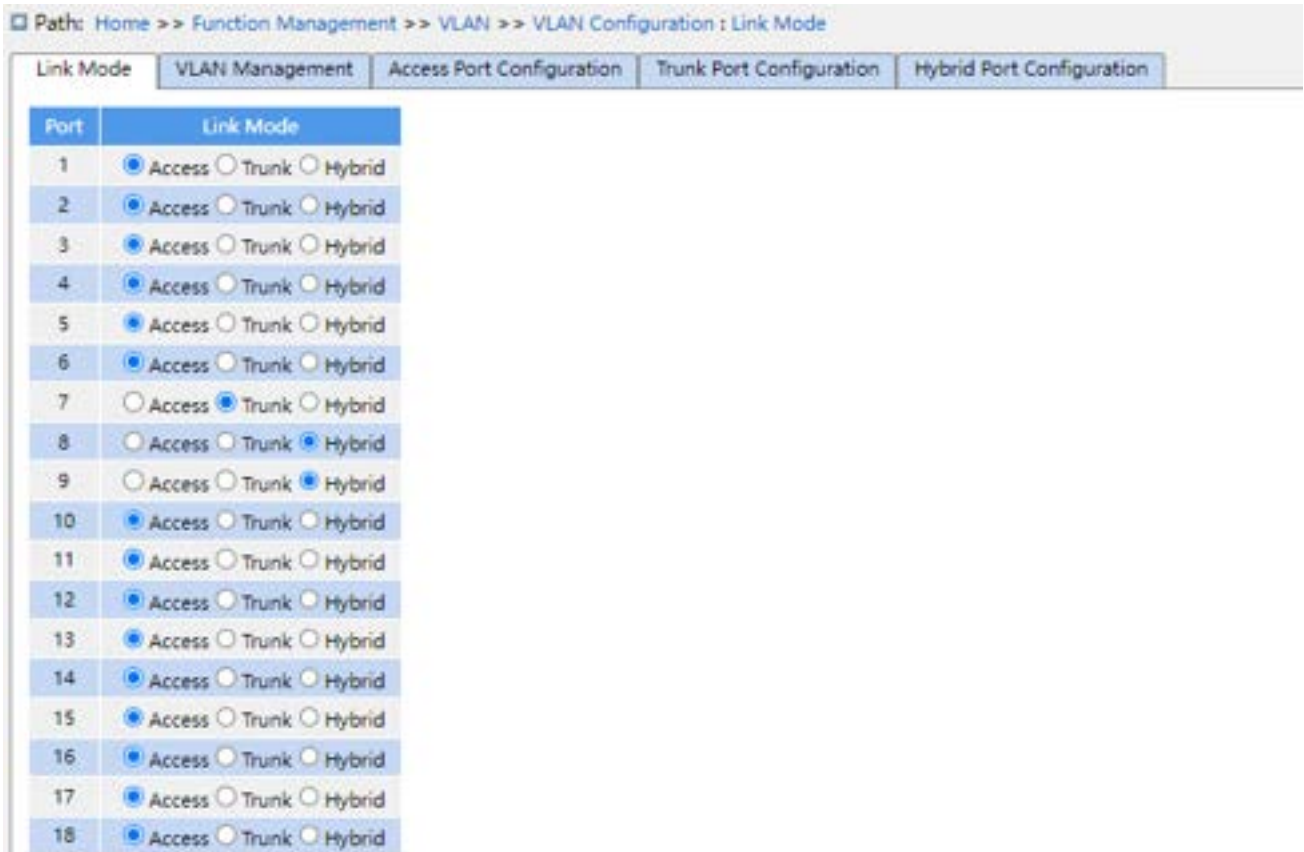 Path: Home >> Function Management >> VLAN >> VLAN Configuration : Link Mode
Link Mode VLAN Management Access Port Configuration Trunk Port Configuration Hybrid Port Configuration
Port Link Mode
1 Access Trunk Hybrid
2 Access Trunk Hybrid
3 Access Trunk Hybrid
4 Access Trunk Hybrid
5 Access Trunk Hybrid
6 Access Trunk Hybrid
7 Access Trunk Hybrid
8 Access Trunk Hybrid
9 Access Trunk Hybrid
10 Access Trunk Hybrid
11 Access Trunk Hybrid
12 Access Trunk Hybrid
13 Access Trunk Hybrid
14 Access Trunk Hybrid
15 Access Trunk Hybrid
16 Access Trunk Hybrid
17 Access Trunk Hybrid
18 Access Trunk Hybrid